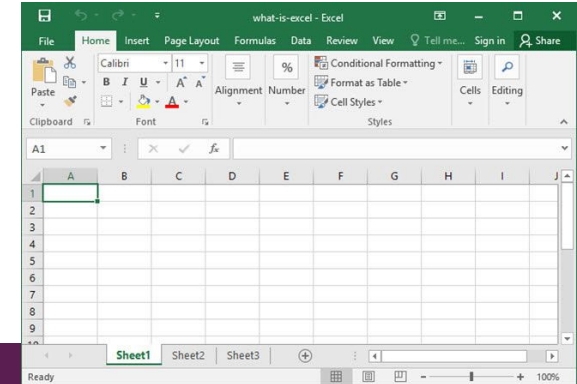 what-is-excel - Excel
File Home Insert Page Layout Formulas Data Review View Tell me... Sign in Share
Calibri 11 % Conditional Formatting
Paste B I U A A Alignment Number Format as Table Cells Editing
A Cell Styles
Clipboard Font Styles
A1 fx
A B C D E F G H I J
1
2
3
4
5
6
7
8
9
10
Sheet1 Sheet2 Sheet3
Ready 100%